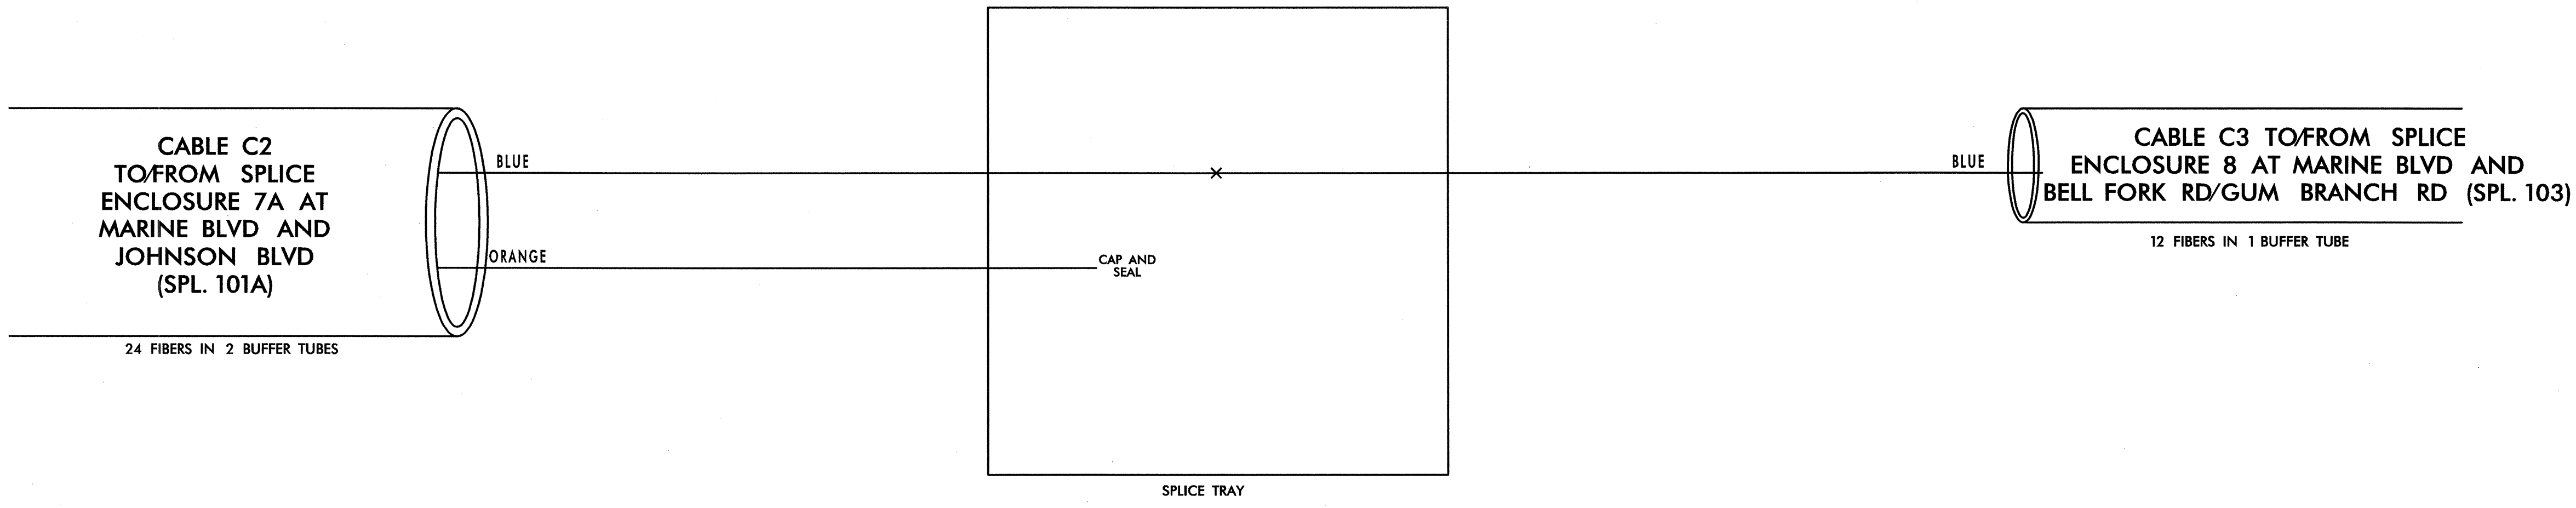 CABLE C2
TO/FROM SPLICE
ENCLOSURE 7A AT
MARINE BLVD AND
JOHNSON BLVD
(SPL. 101A)
24 FIBERS IN 2 BUFFER TUBES
BLUE
ORANGE
CAP AND
SEAL
SPLICE TRAY
BLUE
CABLE C3 TO/FROM SPLICE
ENCLOSURE 8 AT MARINE BLVD AND
BELL FORK RD/GUM BRANCH RD (SPL. 103)
12 FIBERS IN 1 BUFFER TUBE